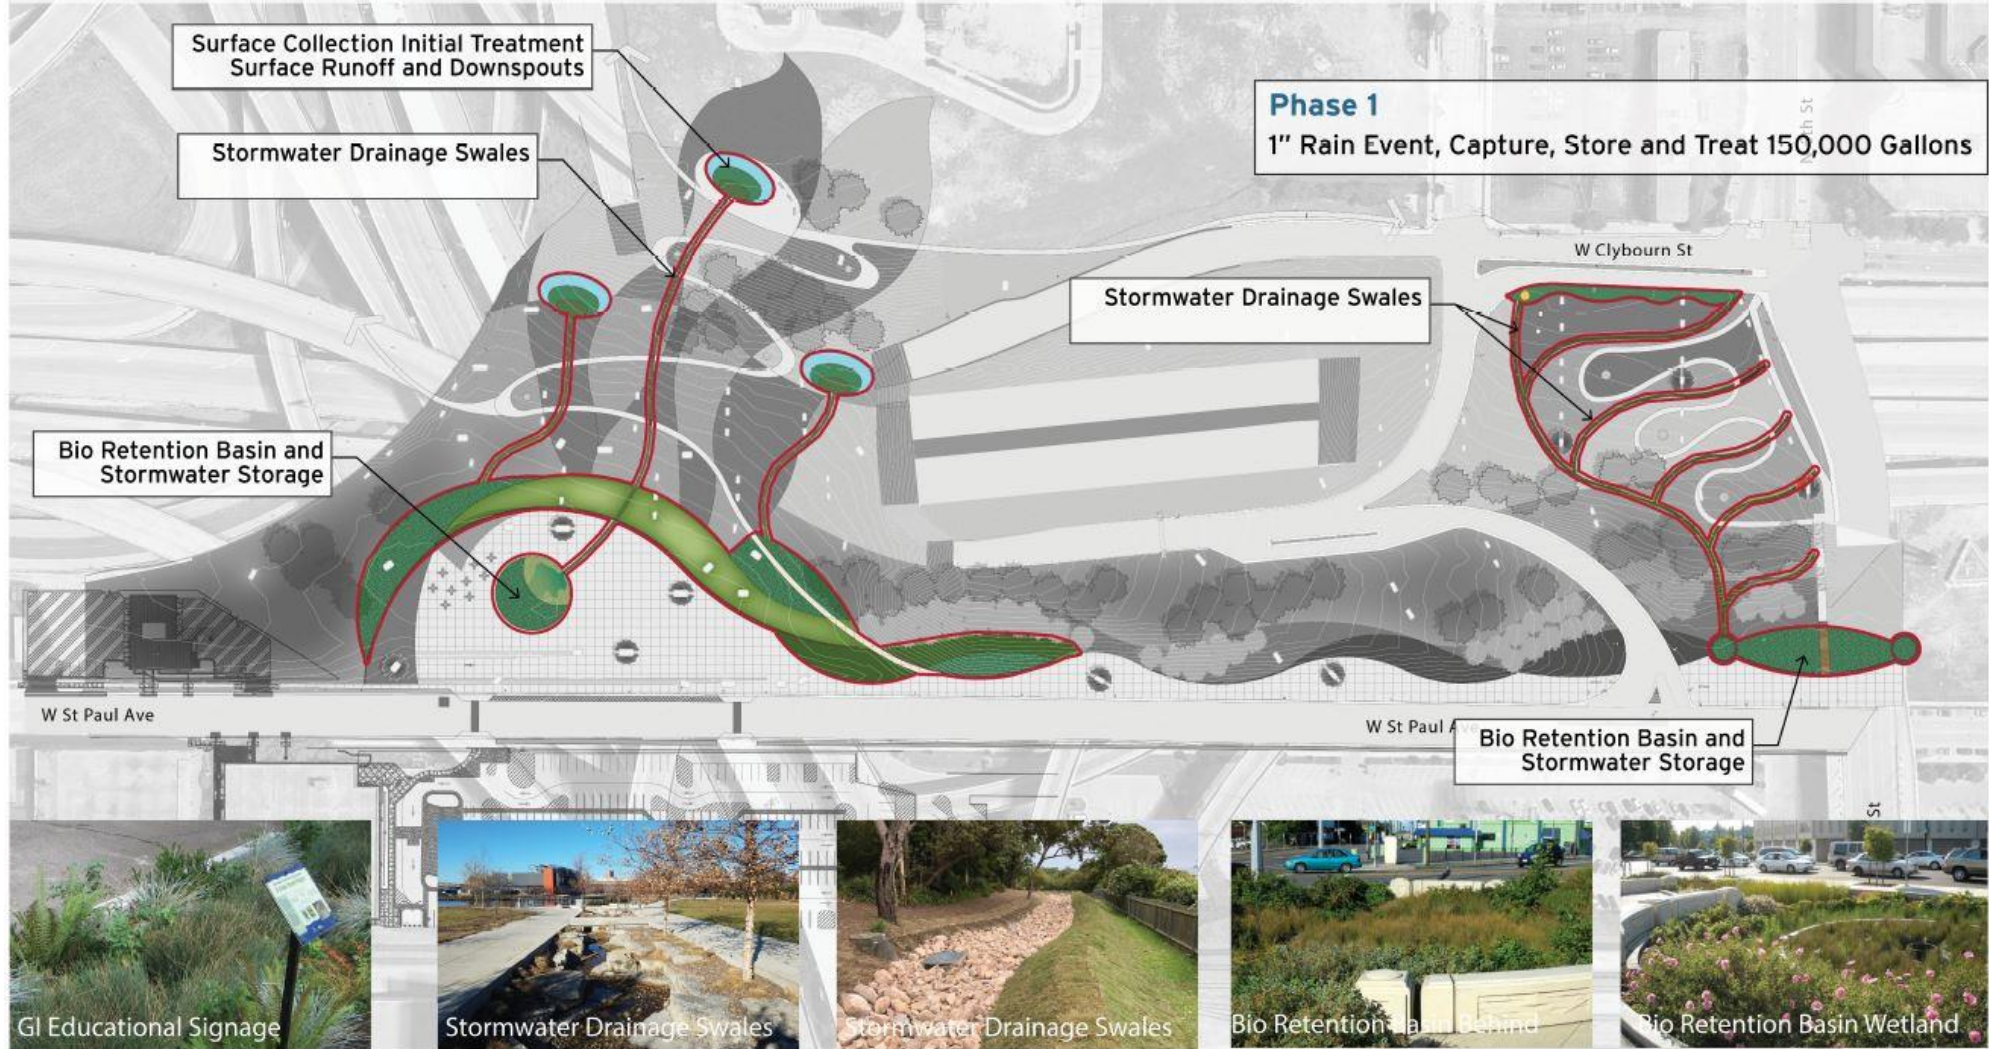 Surface Collection Initial Treatment
Surface Runoff and Downspouts
Stormwater Drainage Swales
Phase 1
1" Rain Event, Capture, Store and Treat 150,000 Gallons
W Clybourn St
Stormwater Drainage Swales
Bio Retention Basin and
Stormwater Storage
W St Paul Ave
W St Paul Ave
Bio Retention Basin and
Stormwater Storage
St
GI Educational Signage
Stormwater Drainage Swales
Stormwater Drainage Swales
Bio Retention Basin Behind
Bio Retention Basin Wetland